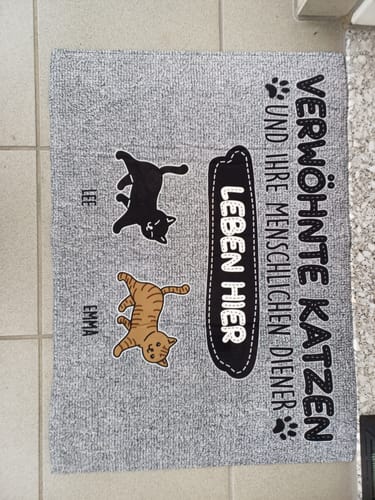 VERWÖHNTE KATZEN
UND IHRE MENSCHLICHEN DIENER
LEBEN HIER
LEE
EMMA